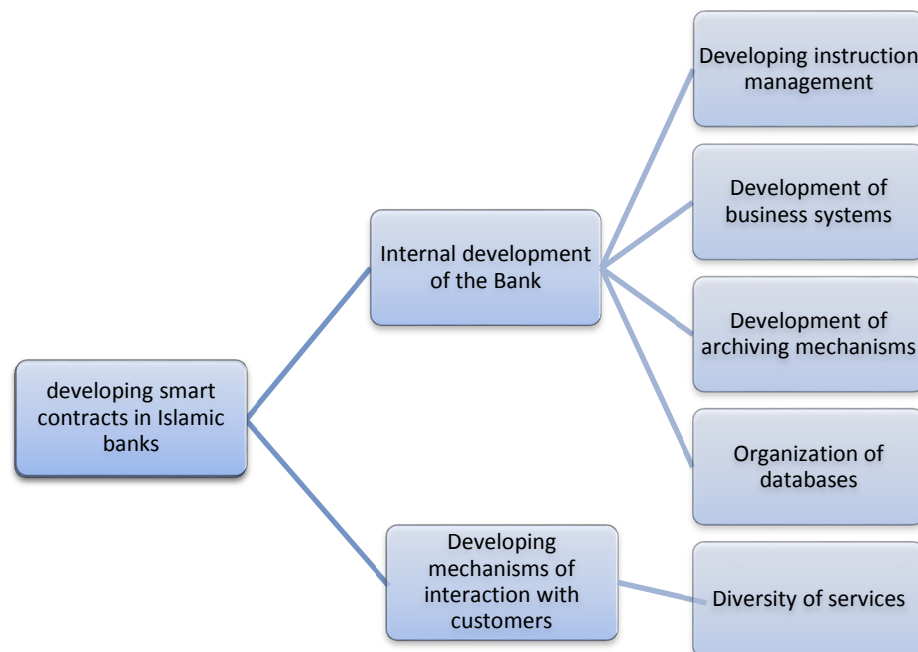 developing smart
contracts in Islamic
banks
Internal development
of the Bank
Developing instruction
management
Development of
business systems
Development of
archiving mechanisms
Organization of
databases
Developing
mechanisms of
interaction with
customers
Diversity of services